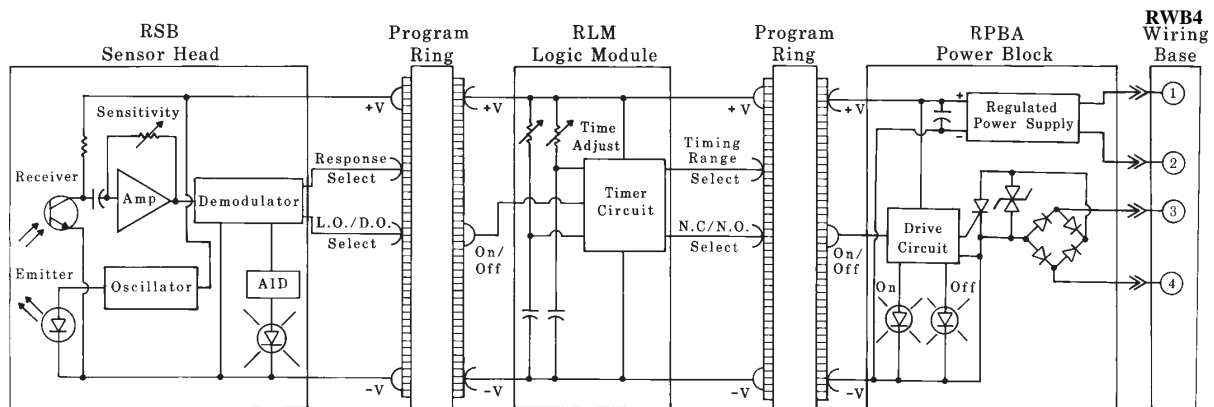 RSB
Sensor Head
Program
Ring
RLM
Logic Module
Program
Ring
RPBA
Power Block
RWB4
Wiring
Base
+V
+V
+V
+V
Sensitivity
Receiver
Amp
Demodulator
Response
Select
L.O./D.O.
Select
Emitter
Oscillator
AID
-V
-V
On/
Off
Time
Adjust
Timer
Circuit
Timing
Range
Select
N.C/N.O.
Select
-V
-V
On/
Off
+
-
Regulated
Power Supply
Drive
Circuit
On
Off
1
2
3
4